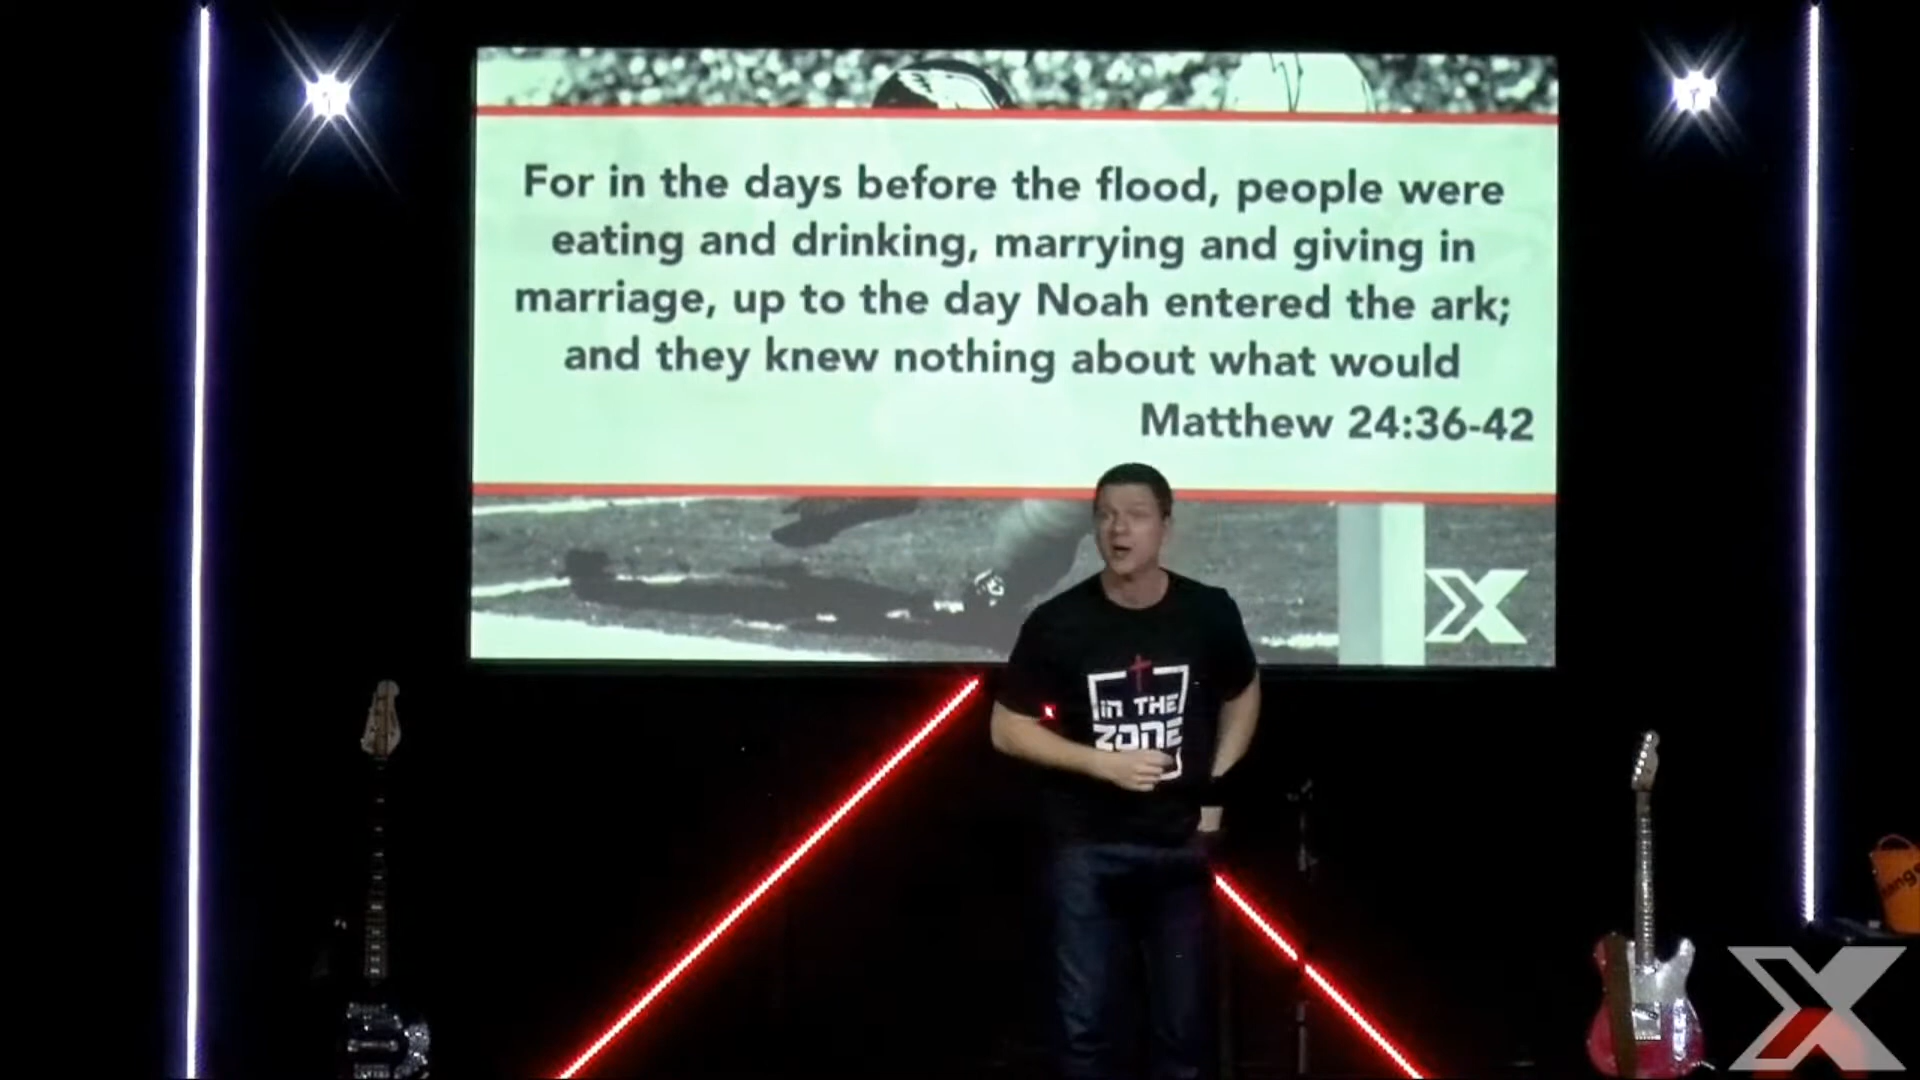 For in the days before the flood, people were
eating and drinking, marrying and giving in
marriage, up to the day Noah entered the ark;
and they knew nothing about what would
Matthew 24:36-42
X
in THE
ZONE
X